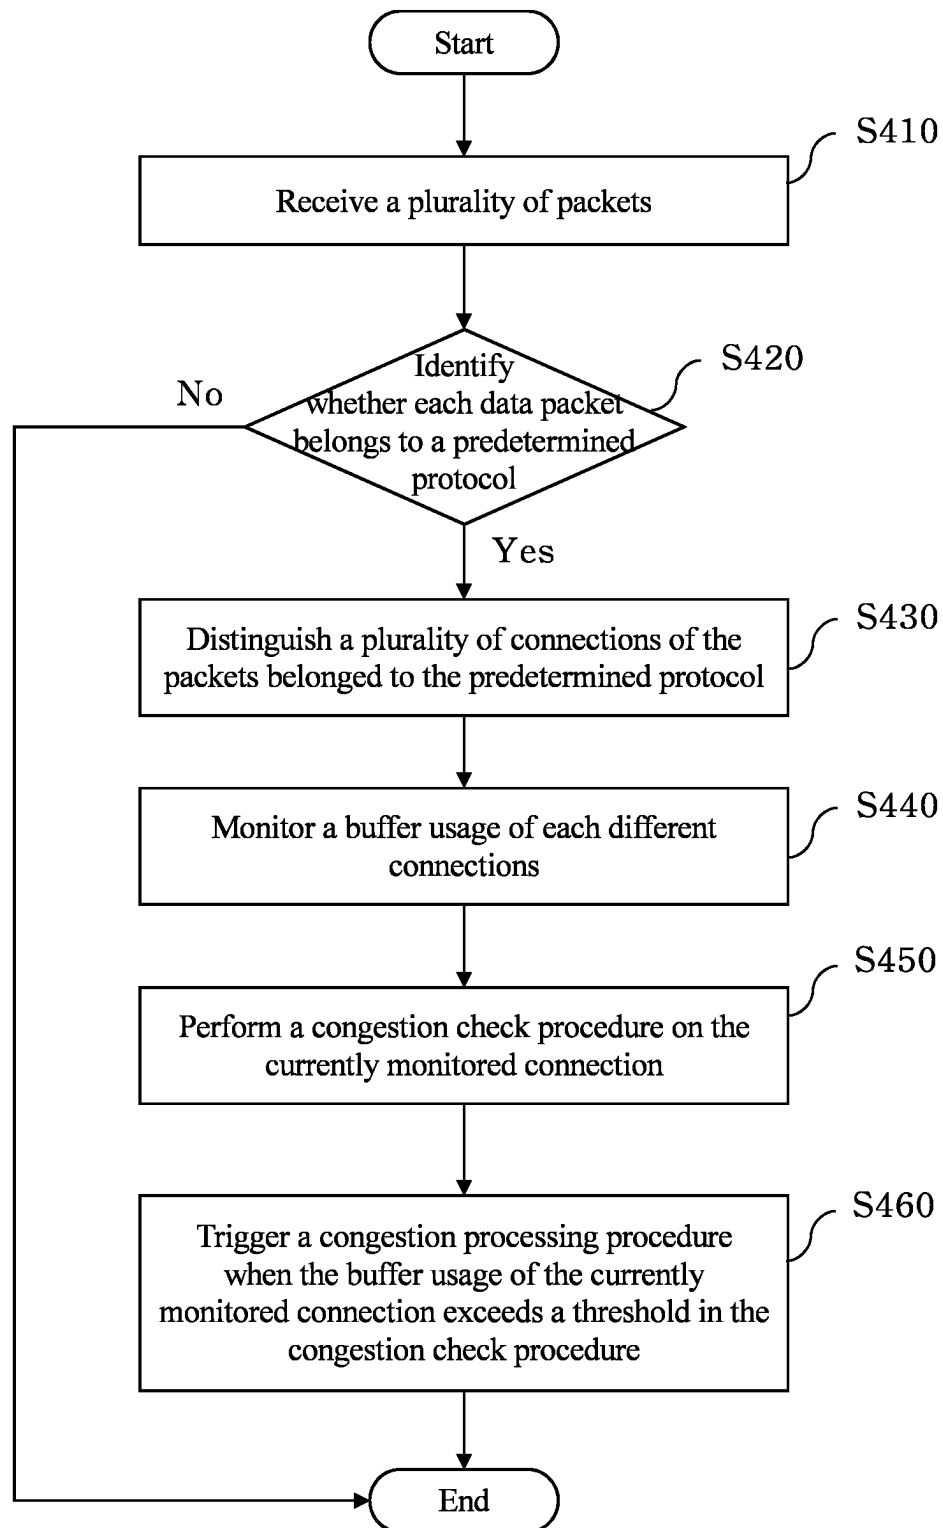 Start
S410
Receive a plurality of packets
S420
No
Identify
whether each data packet
belongs to a predetermined
protocol
Yes
S430
Distinguish a plurality of connections of the
packets belonged to the predetermined protocol
S440
Monitor a buffer usage of each different
connections
S450
Perform a congestion check procedure on the
currently monitored connection
S460
Trigger a congestion processing procedure
when the buffer usage of the currently
monitored connection exceeds a threshold in the
congestion check procedure
End